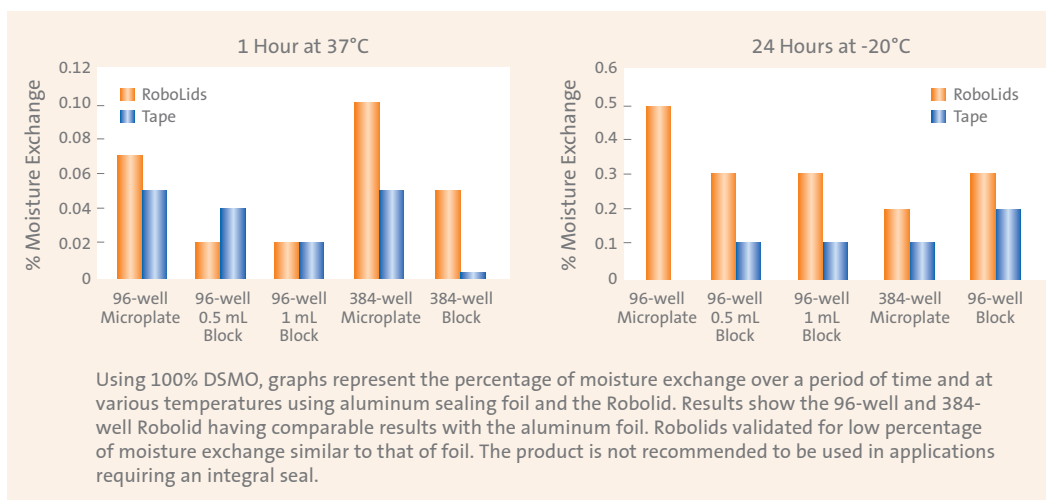 1 Hour at 37°C
% Moisture Exchange
0.12
0.10
0.08
0.06
0.04
0.02
0
RoboLids
Tape
96-well
Microplate
96-well
0.5 mL
Block
96-well
1 mL
Block
384-well
Microplate
384-well
Block
24 Hours at -20°C
% Moisture Exchange
0.6
0.5
0.4
0.3
0.2
0.1
0
RoboLids
Tape
96-well
Microplate
96-well
0.5 mL
Block
96-well
1 mL
Block
384-well
Microplate
96-well
Block
Using 100% DSMO, graphs represent the percentage of moisture exchange over a period of time and at
various temperatures using aluminum sealing foil and the Robolid. Results show the 96-well and 384-
well Robolid having comparable results with the aluminum foil. Robolids validated for low percentage
of moisture exchange similar to that of foil. The product is not recommended to be used in applications
requiring an integral seal.